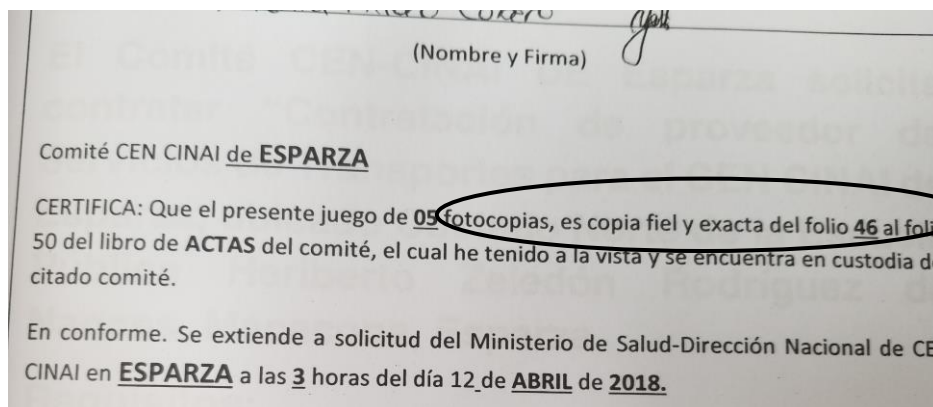 (Nombre y Firma)
Comité CEN CINAI de ESPARZA
CERTIFICA: Que el presente juego de 05 fotocopias, es copia fiel y exacta del folio 46 al foli
50 del libro de ACTAS del comité, el cual he tenido a la vista y se encuentra en custodia d
citado comité.
En conforme. Se extiende a solicitud del Ministerio de Salud-Dirección Nacional de CE
CINAI en ESPARZA a las 3 horas del día 12 de ABRIL de 2018.